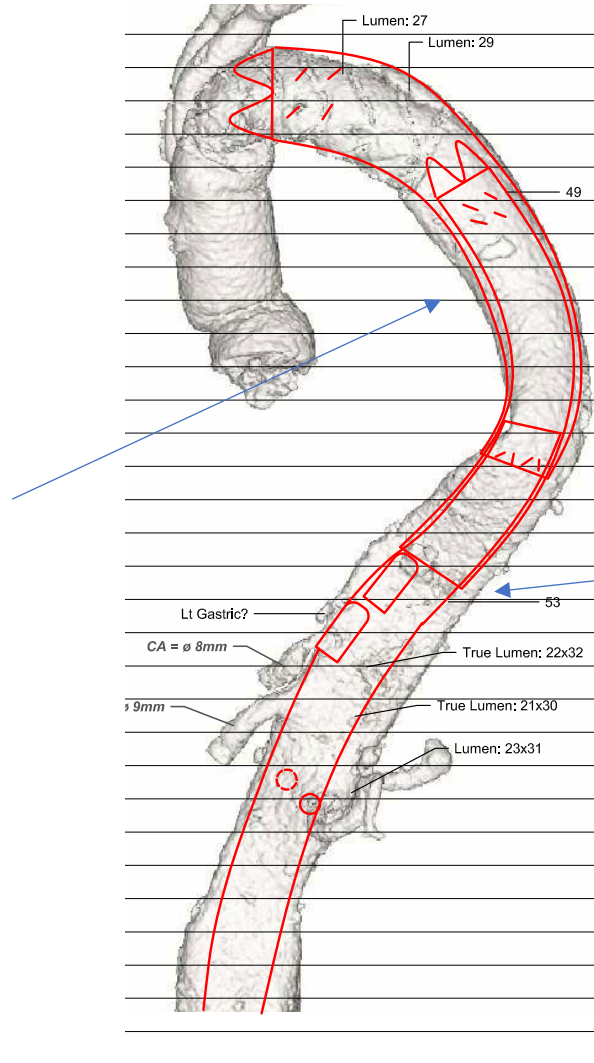 Lumen: 27
Lumen: 29
49
53
Lt Gastric?
CA = ø 8mm
True Lumen: 22x32
ø 9mm
True Lumen: 21x30
Lumen: 23x31